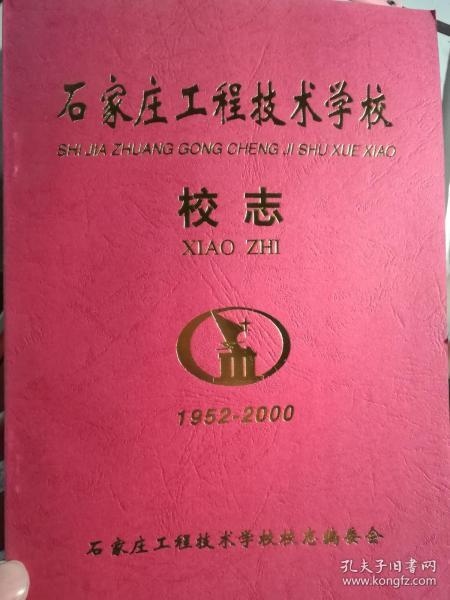 石家庄工程技术学校
SHI JIA ZHUANG GONG CHENG JI SHU XUE XIAO
校志
XIAO ZHI
1952-2000
石家庄工程技术学校校志编委会
孔夫子旧书网
www.kongfz.com